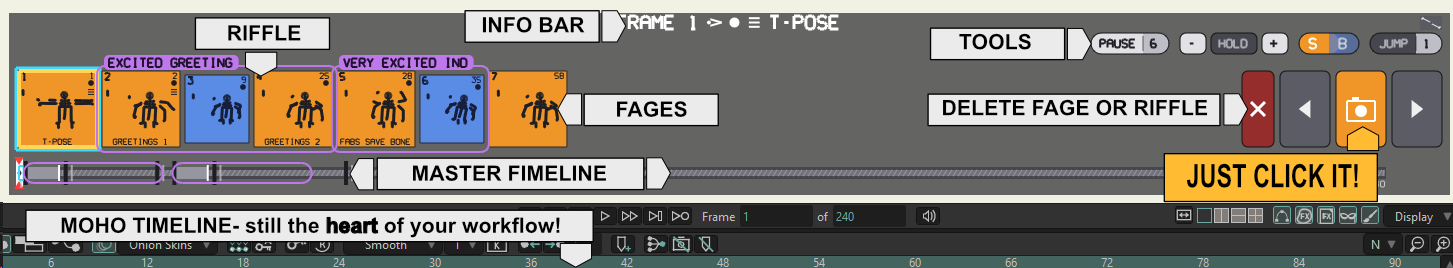 INFO BAR
FRAME 1 -> ● ≡ T-POSE
RIFFLE
TOOLS
PAUSE 6 - HOLD + S B JUMP 1
EXCITED GREETING
VERY EXCITED IND
1 1
2 2
3 9
4 25
5 28
6 35
7 58
T-POSE
GREETINGS 1
GREETINGS 2
FABS SAVE BONE
FAGES
DELETE FAGE OR RIFFLE
MASTER FIMELINE
JUST CLICK IT!
MOHO TIMELINE- still the heart of your workflow!
Frame 1 of 240
Display
Onion Skins
Smooth
1
N
6 12 18 24 30 36 42 48 54 60 66 72 78 84 90